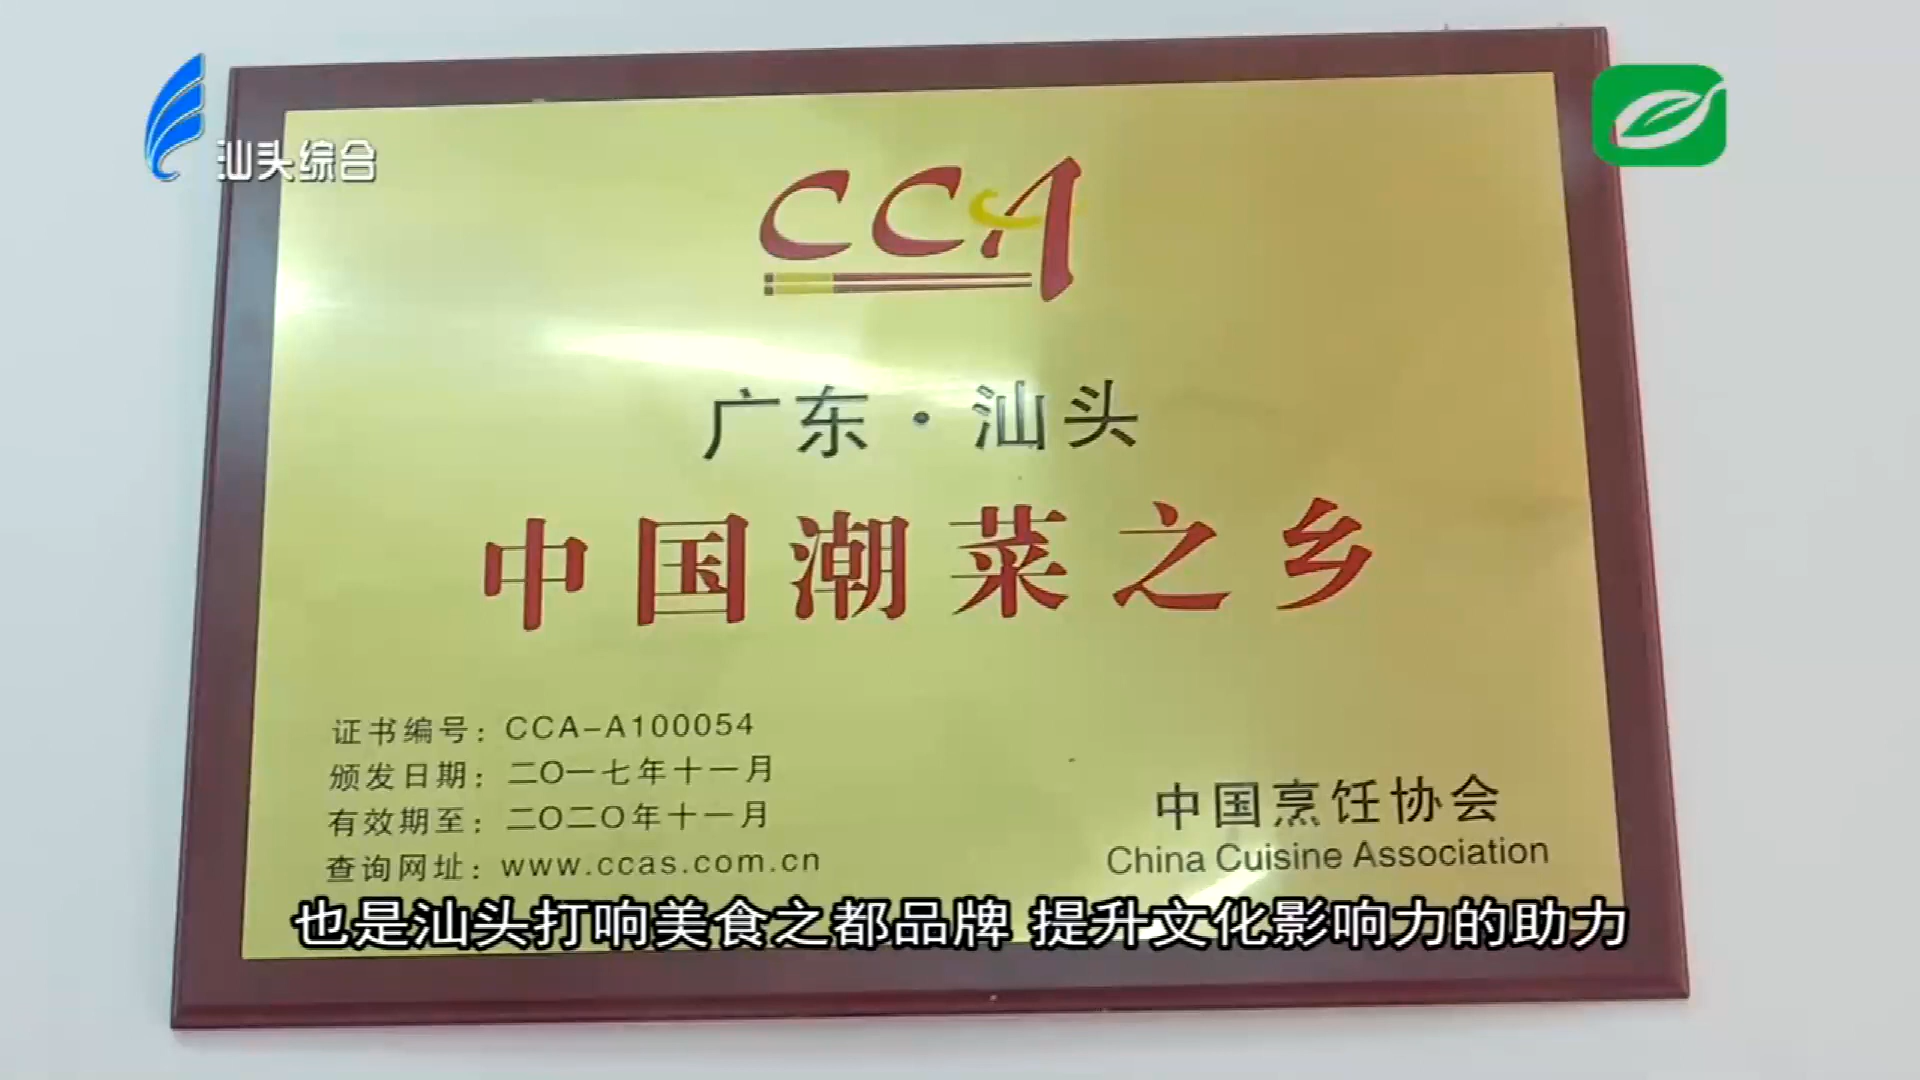 汕头综合
CCA
广东·汕头
中国潮菜之乡
证书编号：CCA-A100054
颁发日期：二〇一七年十一月
有效期至：二〇二〇年十一月
查询网址：www.ccas.com.cn
中国烹饪协会
China Cuisine Association
也是汕头打响美食之都品牌 提升文化影响力的助力